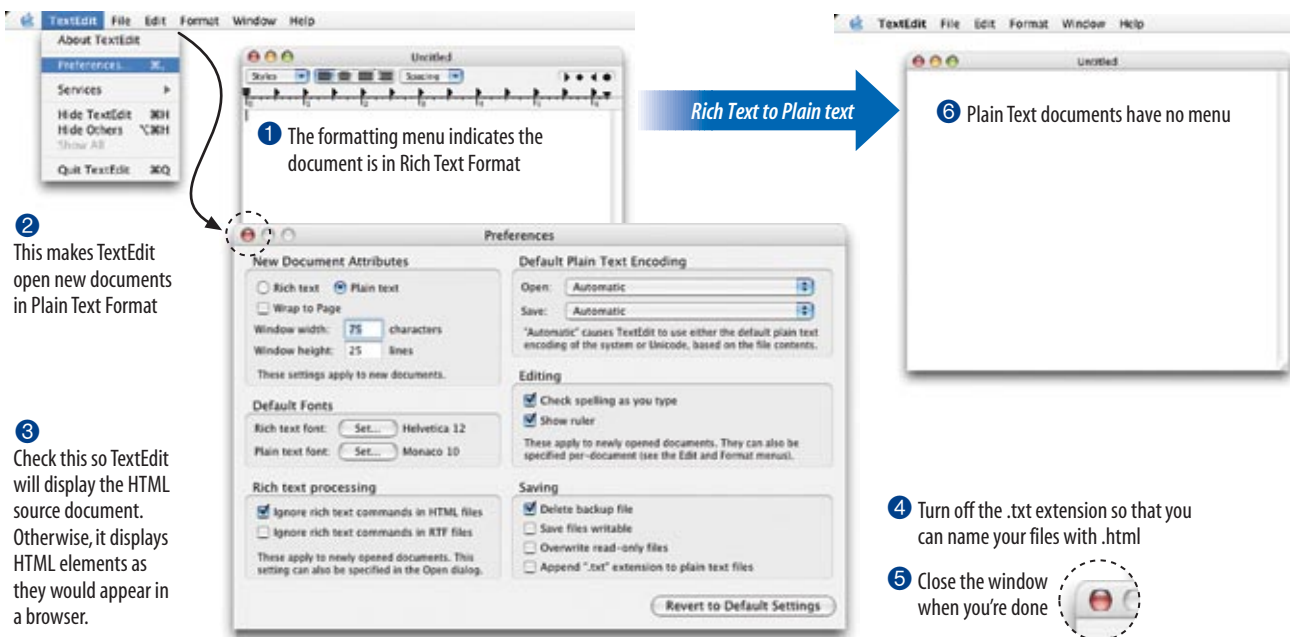 TextEdit File Edit Format Window Help
About TextEdit
Preferences... ⌘,
Services
Hide TextEdit ⌘H
Hide Others ⌥⌘H
Show All
Quit TextEdit ⌘Q
Untitled
Styles Spacing
0 1 2 3 4 5 6
1 The formatting menu indicates the
document is in Rich Text Format
Rich Text to Plain text
TextEdit File Edit Format Window Help
Untitled
6 Plain Text documents have no menu
2
This makes TextEdit
open new documents
in Plain Text Format
3
Check this so TextEdit
will display the HTML
source document.
Otherwise, it displays
HTML elements as
they would appear in
a browser.
Preferences
New Document Attributes
Rich text Plain text
Wrap to Page
Window width: 75 characters
Window height: 25 lines
These settings apply to new documents.
Default Fonts
Rich text font: Set... Helvetica 12
Plain text font: Set... Monaco 10
Rich text processing
Ignore rich text commands in HTML files
Ignore rich text commands in RTF files
These apply to newly opened documents. This
setting can also be specified in the Open dialog.
Default Plain Text Encoding
Open: Automatic
Save: Automatic
"Automatic" causes TextEdit to use either the default plain text
encoding of the system or Unicode, based on the file contents.
Editing
Check spelling as you type
Show ruler
These apply to newly opened documents. They can also be
specified per-document (see the Edit and Format menus).
Saving
Delete backup file
Save files writable
Overwrite read-only files
Append ".txt" extension to plain text files
Revert to Default Settings
4 Turn off the .txt extension so that you
can name your files with .html
5 Close the window
when you're done